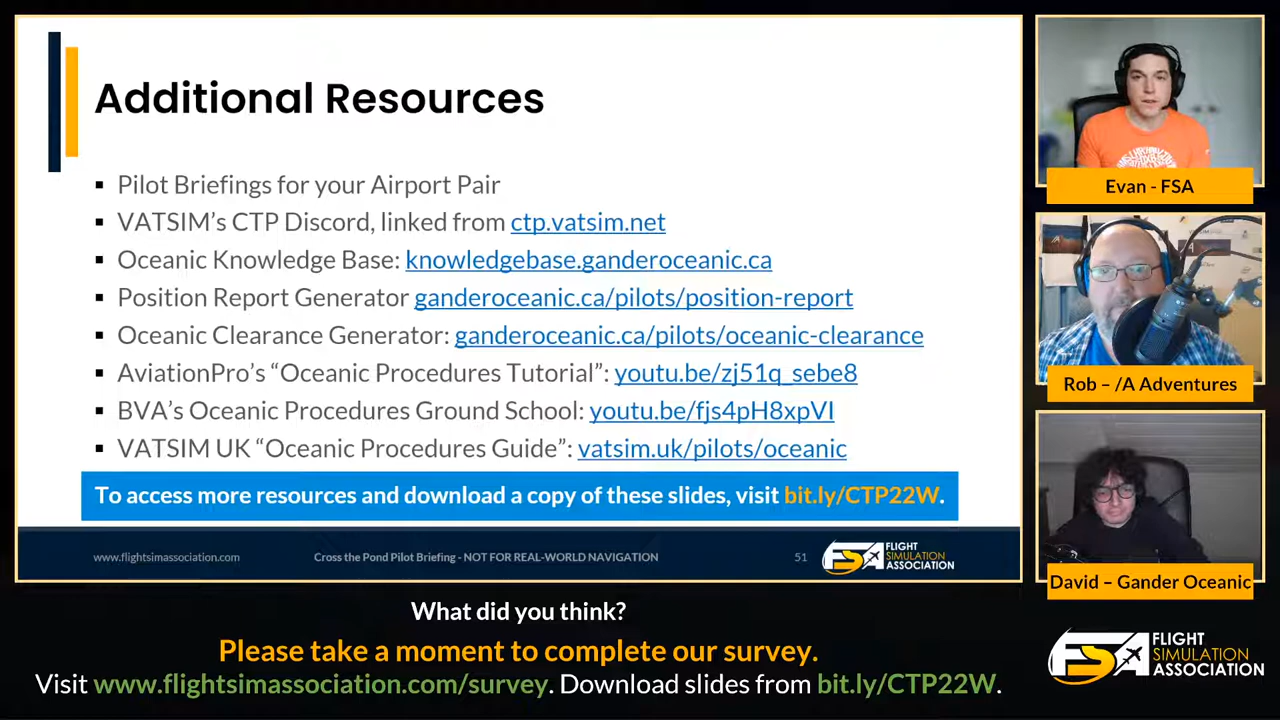 Additional Resources
▪ Pilot Briefings for your Airport Pair
▪ VATSIM’s CTP Discord, linked from ctp.vatsim.net
▪ Oceanic Knowledge Base: knowledgebase.ganderoceanic.ca
▪ Position Report Generator ganderoceanic.ca/pilots/position-report
▪ Oceanic Clearance Generator: ganderoceanic.ca/pilots/oceanic-clearance
▪ AviationPro’s “Oceanic Procedures Tutorial”: youtu.be/zj51q_sebe8
▪ BVA’s Oceanic Procedures Ground School: youtu.be/fjs4pH8xpVI
▪ VATSIM UK “Oceanic Procedures Guide”: vatsim.uk/pilots/oceanic
To access more resources and download a copy of these slides, visit bit.ly/CTP22W.
www.flightsimassociation.com Cross the Pond Pilot Briefing - NOT FOR REAL-WORLD NAVIGATION 51
FSA FLIGHT
SIMULATION
ASSOCIATION
Evan - FSA
Rob – /A Adventures
David – Gander Oceanic
What did you think?
Please take a moment to complete our survey.
Visit www.flightsimassociation.com/survey. Download slides from bit.ly/CTP22W.
FSA FLIGHT
SIMULATION
ASSOCIATION